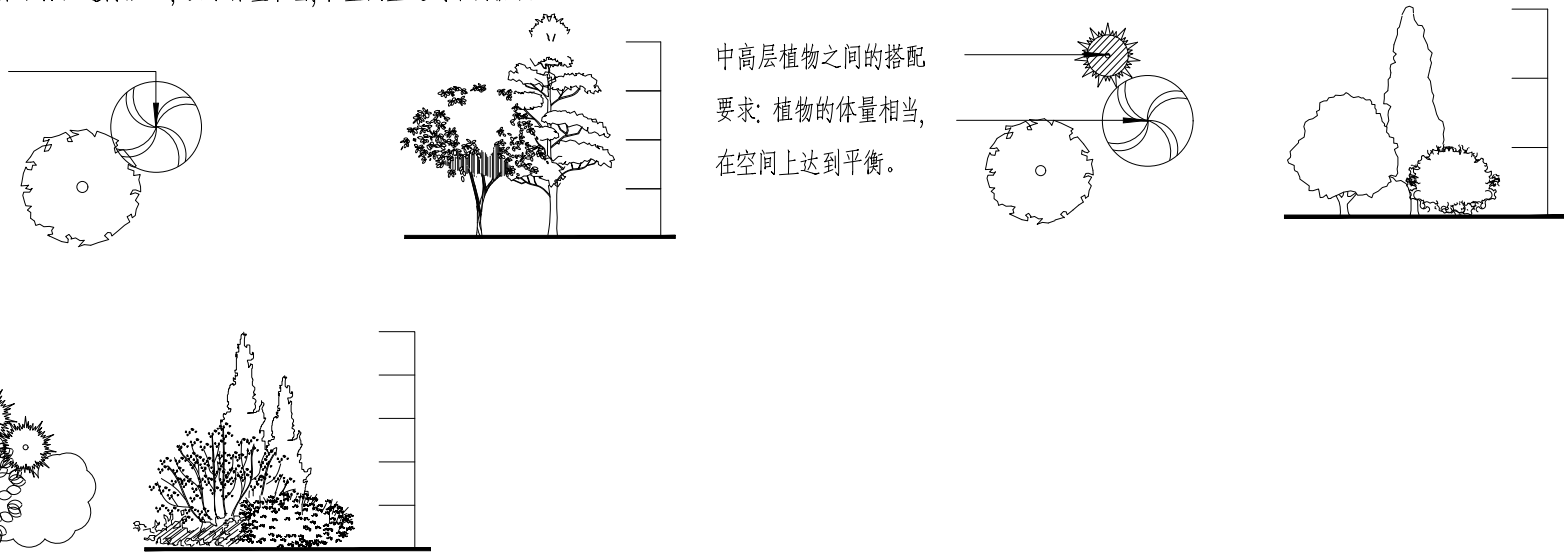 中高层植物之间的搭配
要求: 植物的体量相当,
在空间上达到平衡。